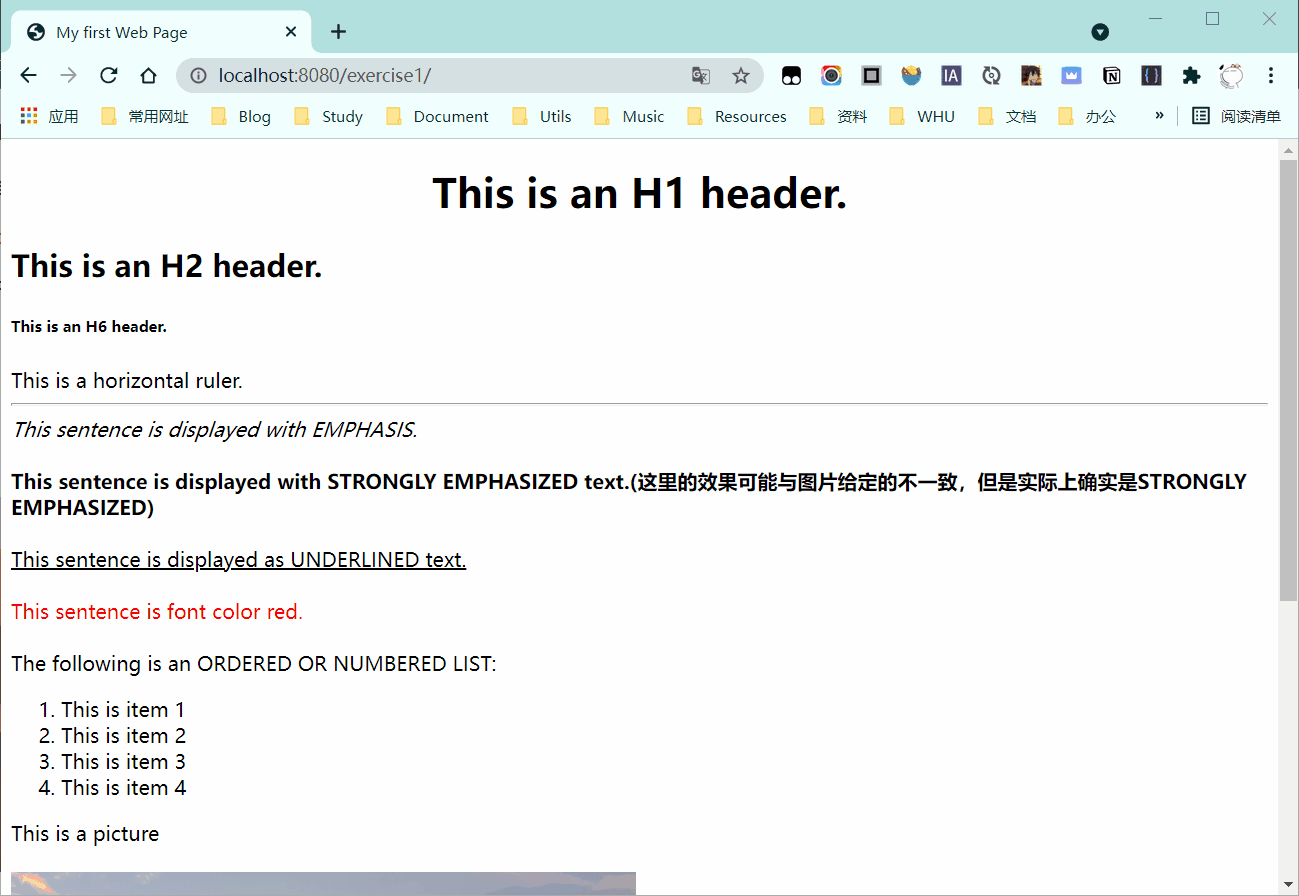 My first Web Page
localhost:8080/exercise1/
IA
N
应用 常用网址 Blog Study Document Utils Music Resources 资料 WHU 文档 办公 » 阅读清单
This is an H1 header.
This is an H2 header.
This is an H6 header.
This is a horizontal ruler.
This sentence is displayed with EMPHASIS.
This sentence is displayed with STRONGLY EMPHASIZED text.(这里的效果可能与图片给定的不一致，但是实际上确实是STRONGLY
EMPHASIZED)
This sentence is displayed as UNDERLINED text.
This sentence is font color red.
The following is an ORDERED OR NUMBERED LIST:
1. This is item 1
2. This is item 2
3. This is item 3
4. This is item 4
This is a picture